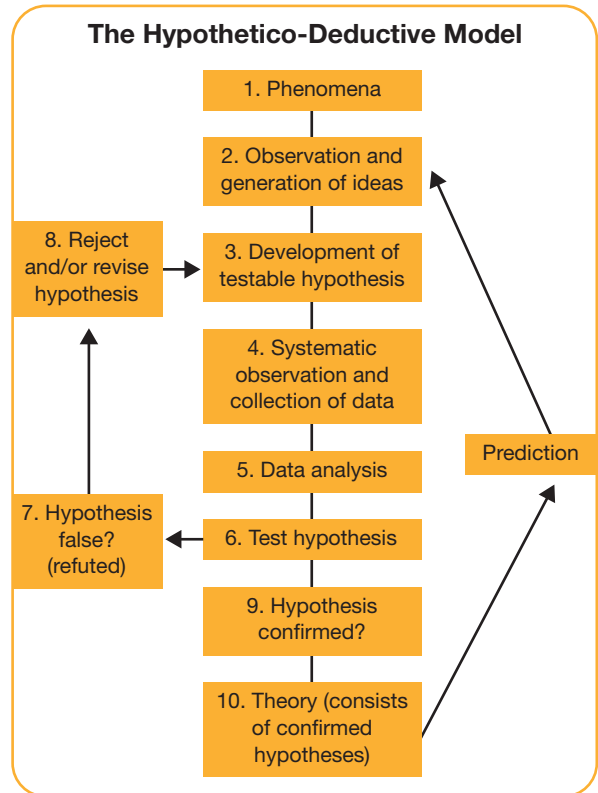 The Hypothetico-Deductive Model
1. Phenomena
2. Observation and
generation of ideas
3. Development of
testable hypothesis
4. Systematic
observation and
collection of data
5. Data analysis
6. Test hypothesis
7. Hypothesis
false?
(refuted)
8. Reject
and/or revise
hypothesis
9. Hypothesis
confirmed?
10. Theory (consists
of confirmed
hypotheses)
Prediction